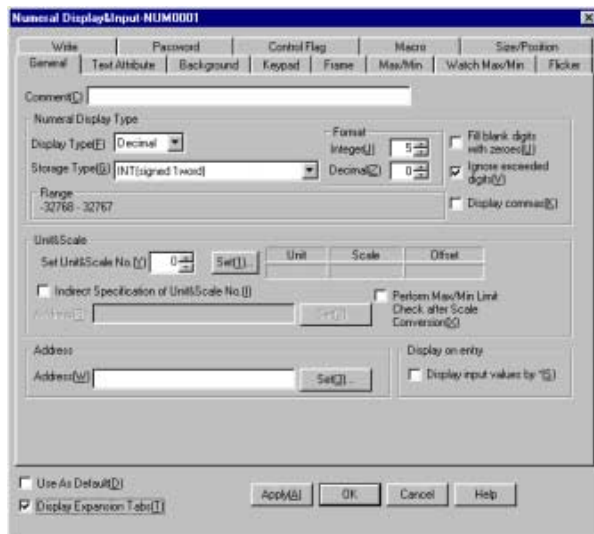 Numeral Display&Input-NUM0001
Write Password Control Flag Macro Size/Position
General Text Attribute Background Keypad Frame Max/Min Watch Max/Min Flicker
Comment(C)
Numeral Display Type
Display Type(F) Decimal
Format
Integer(J) 5
Fill blank digits
with zeroes(U)
Storage Type(G) INT(signed 1word)
Decimal(Z) 0
Ignore exceeded
digits(V)
Range
-32768 - 32767
Display commas(K)
Unit&Scale
Set Unit&Scale No.(Y) 0 Set(1)...
Unit Scale Offset
Indirect Specification of Unit&Scale No.(I)
Perform Max/Min Limit
Check after Scale
Conversion(X)
Address
Address(W) Set(3)...
Display on entry
Display input values by *(S)
Use As Default(D)
Display Expansion Tabs(T)
Apply(A) OK Cancel Help